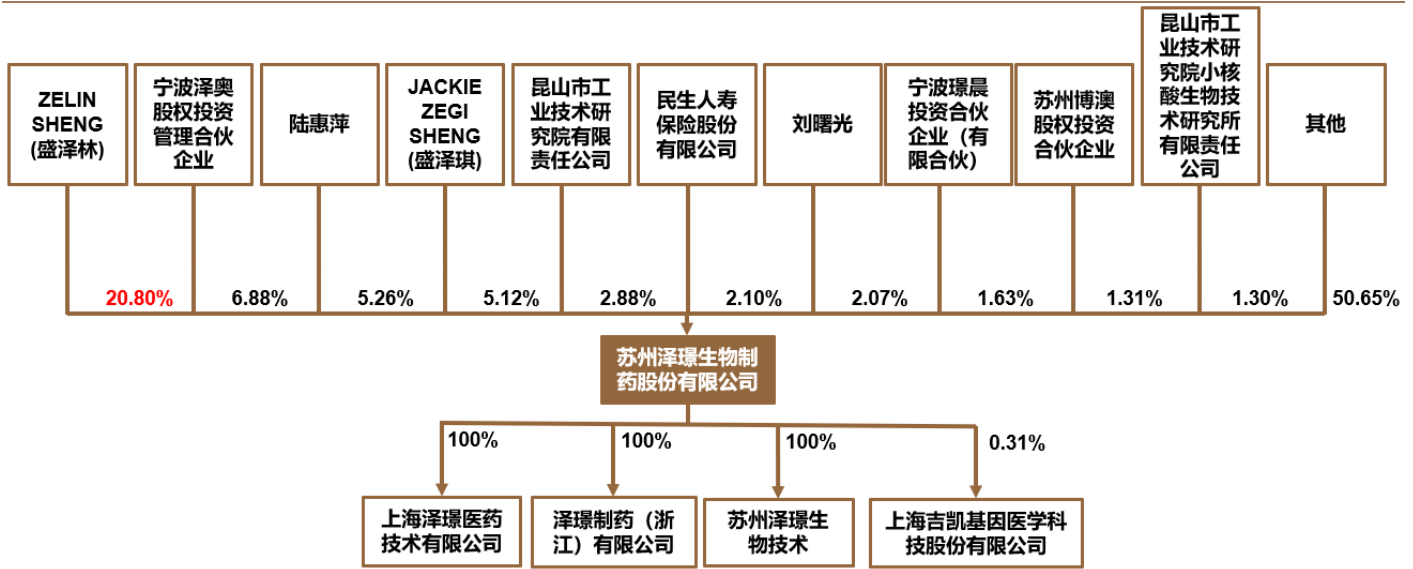 ZELIN
SHENG
(盛泽林)
宁波泽奥
股权投资
管理合伙
企业
陆惠萍
JACKIE
ZEGI
SHENG
(盛泽琪)
昆山市工
业技术研
究院有限
责任公司
民生人寿
保险股份
有限公司
刘曙光
宁波璟晨
投资合伙
企业（有
限合伙）
苏州博澳
股权投资
合伙企业
昆山市工
业技术研
究院小核
酸生物技
术研究所
有限责任
公司
其他
20.80%
6.88%
5.26%
5.12%
2.88%
2.10%
2.07%
1.63%
1.31%
1.30%
50.65%
苏州泽璟生物制
药股份有限公司
100%
100%
100%
0.31%
上海泽璟医药
技术有限公司
泽璟制药（浙
江）有限公司
苏州泽璟生
物技术
上海吉凯基因医学科
技股份有限公司